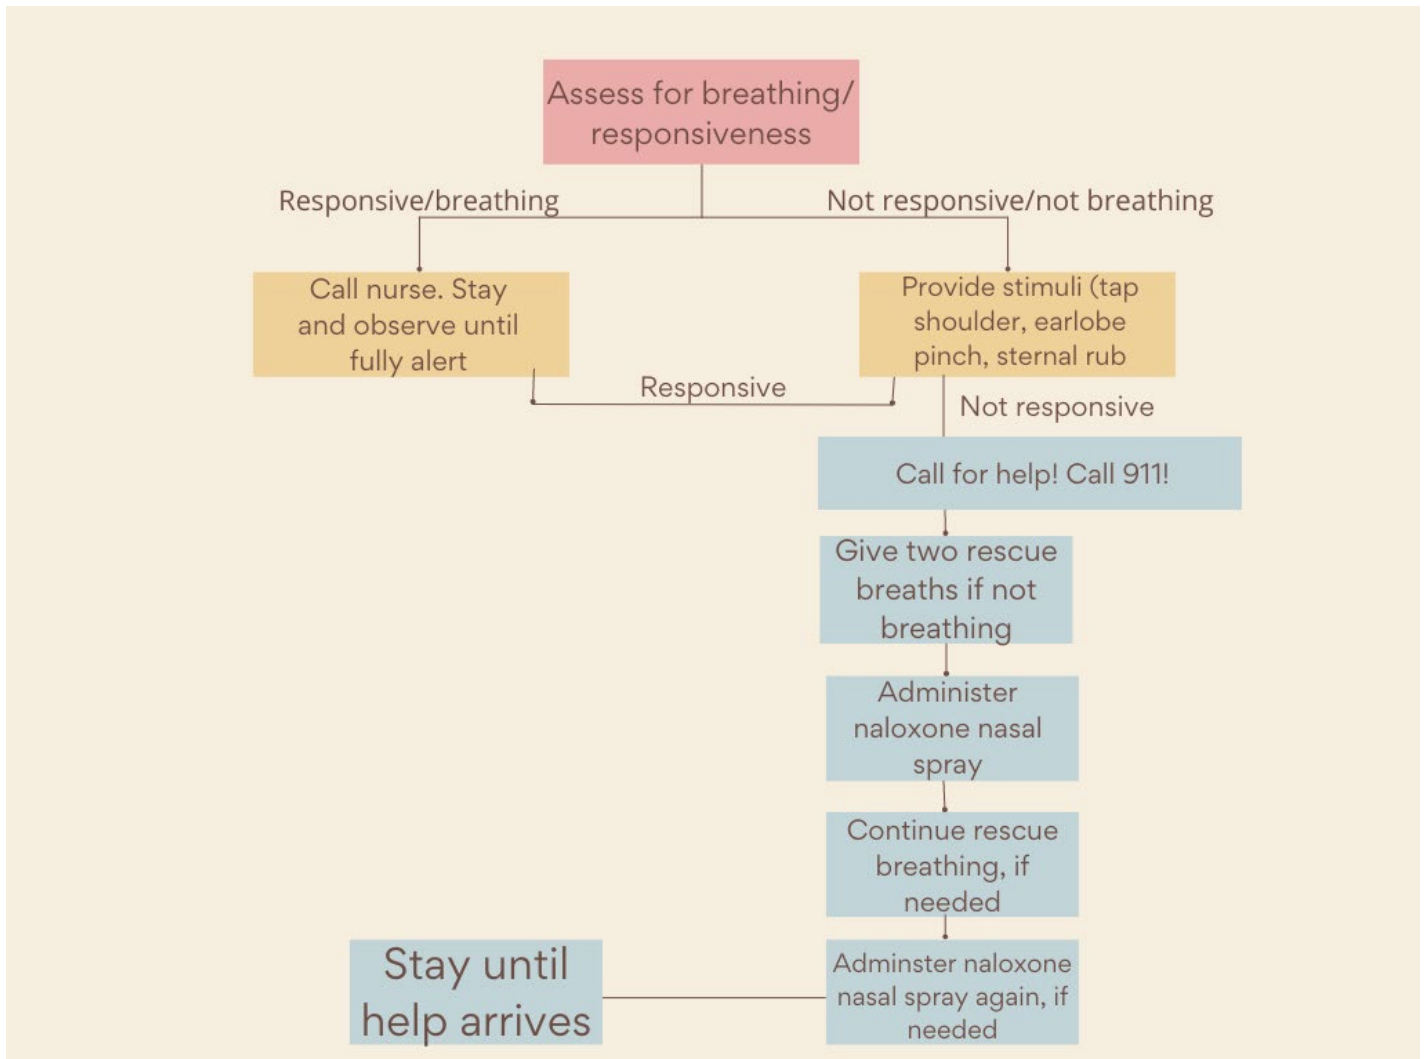 Assess for breathing/
responsiveness
Responsive/breathing
Not responsive/not breathing
Call nurse. Stay
and observe until
fully alert
Provide stimuli (tap
shoulder, earlobe
pinch, sternal rub
Responsive
Not responsive
Call for help! Call 911!
Give two rescue
breaths if not
breathing
Administer
naloxone nasal
spray
Continue rescue
breathing, if
needed
Adminster naloxone
nasal spray again, if
needed
Stay until
help arrives